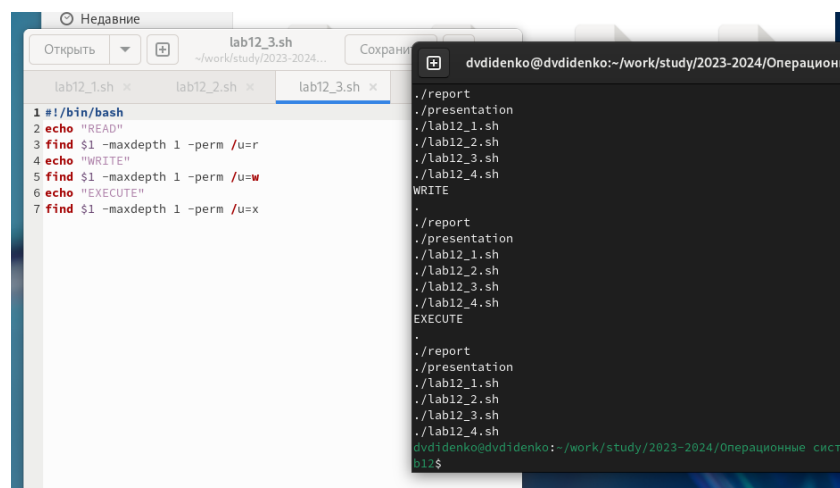 Недавние
Открыть
lab12_3.sh
~/work/study/2023-2024...
lab12_1.sh ×
lab12_2.sh ×
lab12_3.sh ×
1 #!/bin/bash
2 echo "READ"
3 find $1 -maxdepth 1 -perm /u=r
4 echo "WRITE"
5 find $1 -maxdepth 1 -perm /u=w
6 echo "EXECUTE"
7 find $1 -maxdepth 1 -perm /u=x
dvdidenko@dvdidenko:~/work/study/2023-2024/
./report
./presentation
./lab12_1.sh
./lab12_2.sh
./lab12_3.sh
./lab12_4.sh
WRITE
.
./report
./presentation
./lab12_1.sh
./lab12_2.sh
./lab12_3.sh
./lab12_4.sh
EXECUTE
.
./report
./presentation
./lab12_1.sh
./lab12_2.sh
./lab12_3.sh
./lab12_4.sh
dvdidenko@dvdidenko:~/work/study/2023-2024/Операционные сист
b12$